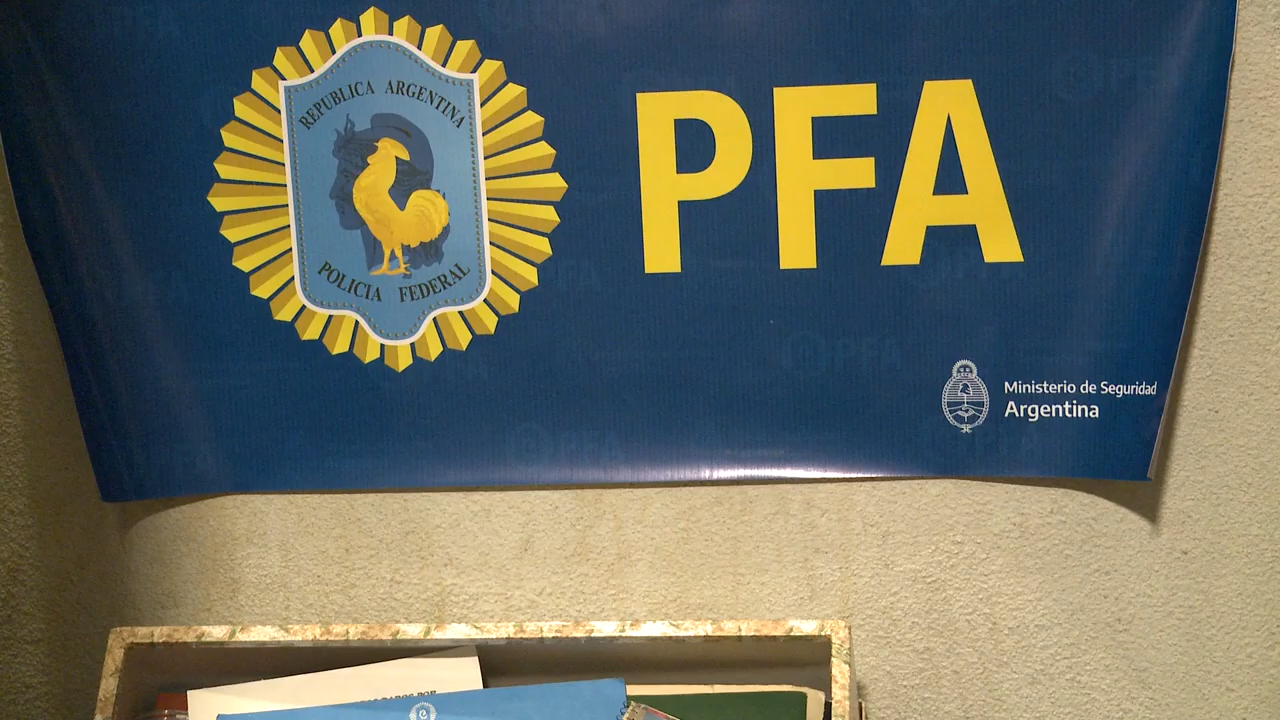 REPUBLICA ARGENTINA
POLICIA FEDERAL
PFA
Ministerio de Seguridad
Argentina